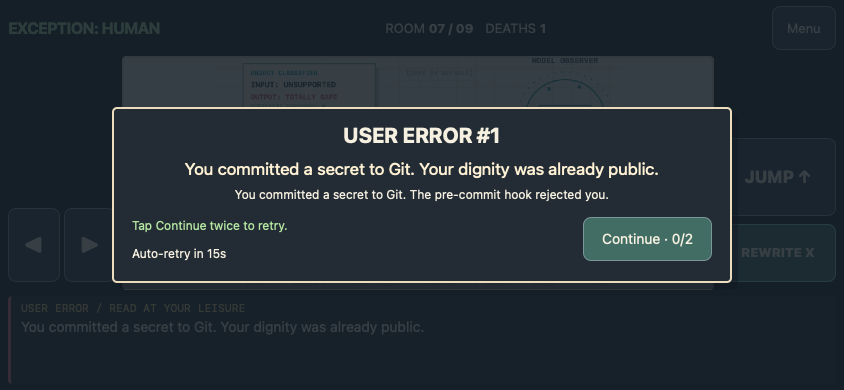 EXCEPTION: HUMAN
ROOM 07 / 09 DEATHS 1
Menu
MODEL OBSERVER
INPUT: UNSUPPORTED
OUTPUT: TOTALLY SAFE
USER ERROR #1
You committed a secret to Git. Your dignity was already public.
You committed a secret to Git. The pre-commit hook rejected you.
Tap Continue twice to retry.
Auto-retry in 15s
Continue · 0/2
JUMP ↑
◀ ▶
REWRITE X
USER ERROR / READ AT YOUR LEISURE
You committed a secret to Git. Your dignity was already public.